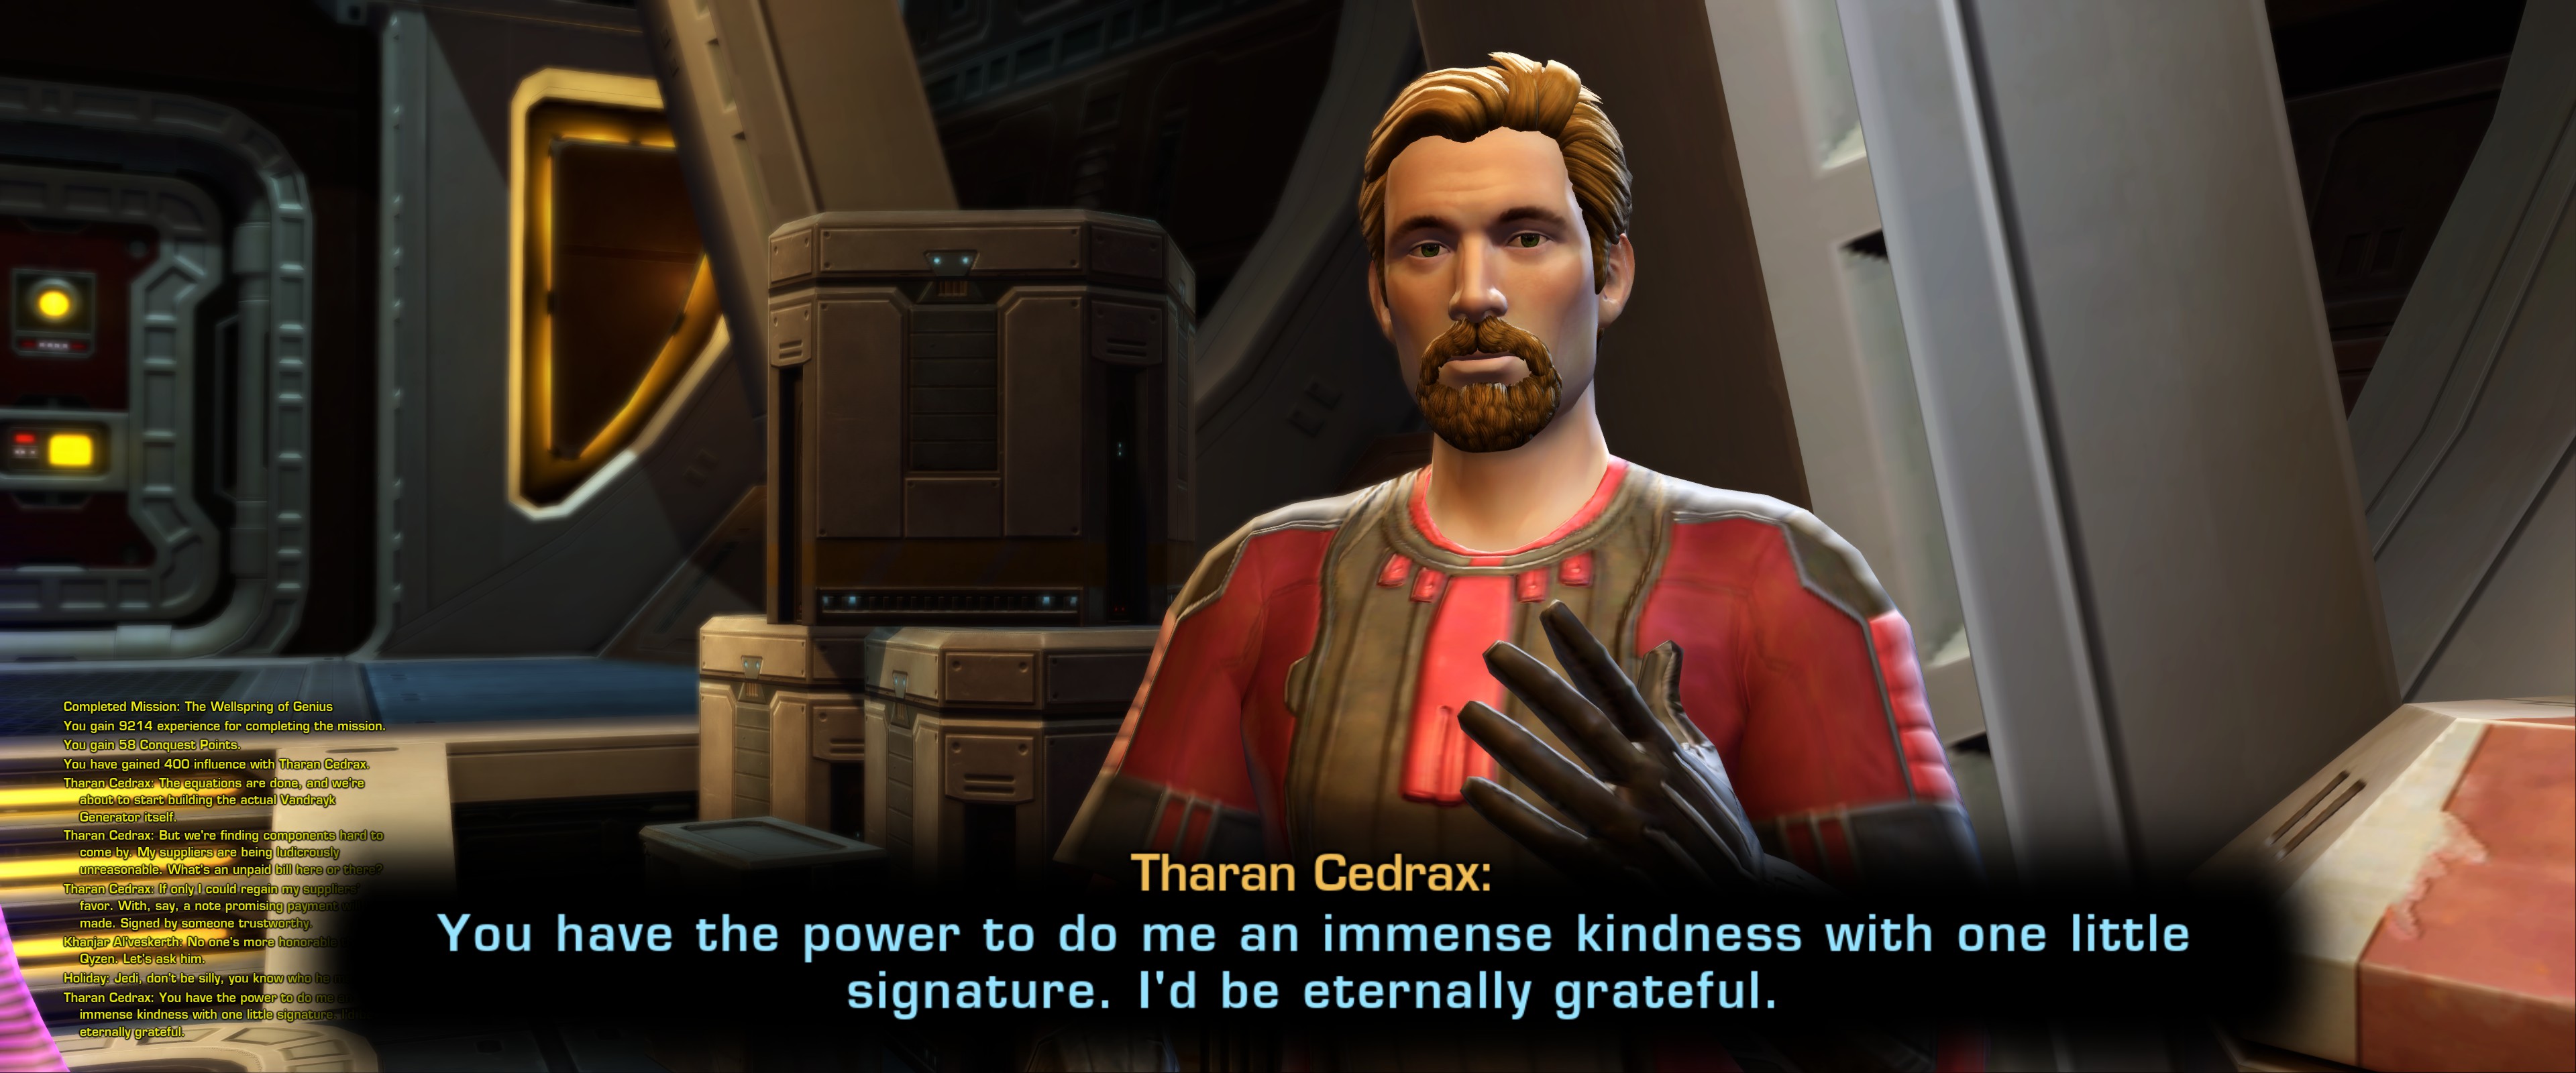 Completed Mission: The Wellspring of Genius
You gain 9214 experience for completing the mission.
You gain 58 Conquest Points.
You have gained 400 influence with Tharan Cedrax.
Tharan Cedrax: The equations are done, and we're
about to start building the actual Vandrayk
Generator itself.
Tharan Cedrax: But we're finding components hard to
come by. My suppliers are being ludicrously
unreasonable. What's an unpaid bill here or there?
Tharan Cedrax: If only I could regain my suppliers'
favor. With, say, a note promising payment
made. Signed by someone trustworthy.
Khanjar Al'veskerth: No one's more honorable
Qyzen. Let's ask him.
Holiday: Jedi, don't be silly, you know who he
Tharan Cedrax: You have the power to do me
immense kindness with one little signature. I'd
eternally grateful.
Tharan Cedrax:
You have the power to do me an immense kindness with one little
signature. I'd be eternally grateful.